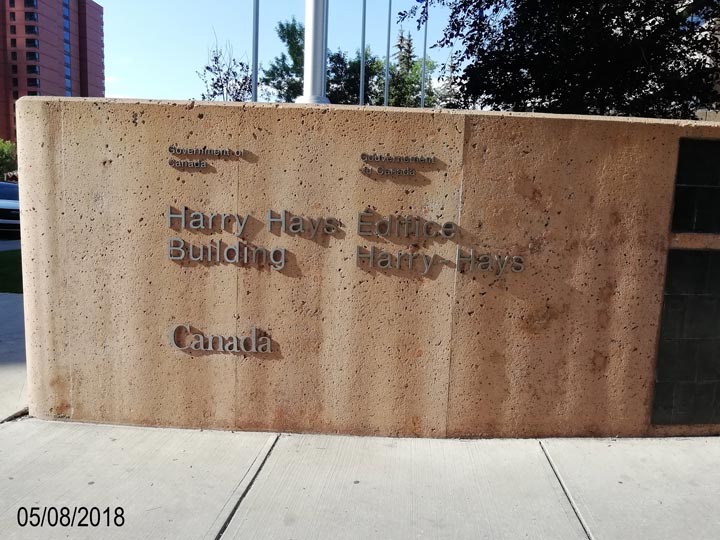 Government of
Canada
Gouvernement
du Canada
Harry Hays
Building
Édifice
Harry Hays
Canada
05/08/2018